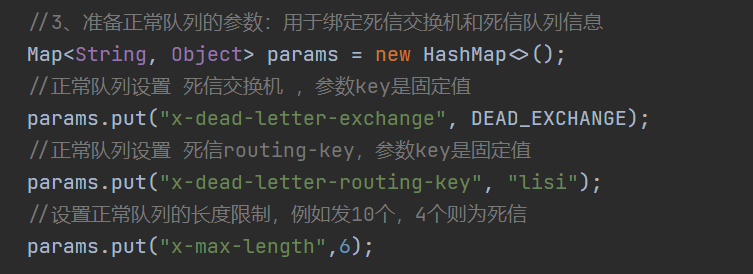 //3、准备正常队列的参数：用于绑定死信交换机和死信队列信息
Map<String, Object> params = new HashMap<>();
//正常队列设置 死信交换机 ，参数key是固定值
params.put("x-dead-letter-exchange", DEAD_EXCHANGE);
//正常队列设置 死信routing-key，参数key是固定值
params.put("x-dead-letter-routing-key", "lisi");
//设置正常队列的长度限制，例如发10个，4个则为死信
params.put("x-max-length",6);